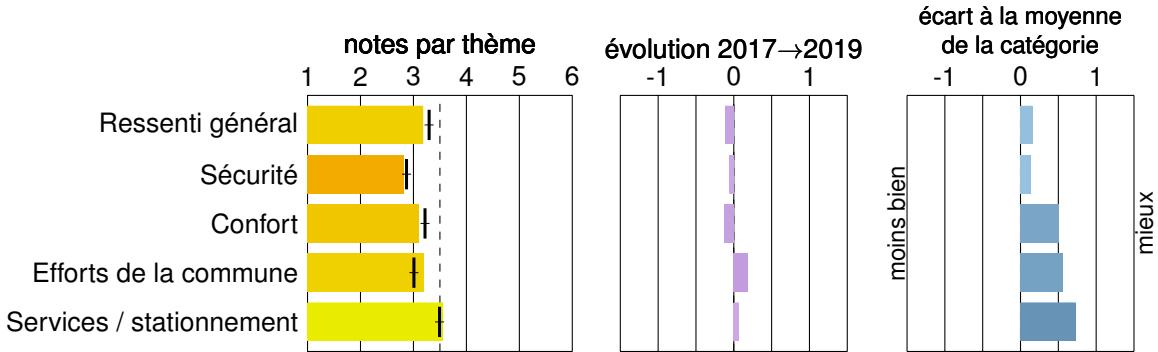 notes par thème
évolution 2017→2019
écart à la moyenne
de la catégorie
1 2 3 4 5 6
-1 0 1
-1 0 1
Ressenti général
Sécurité
Confort
Efforts de la commune
Services / stationnement
moins bien
mieux